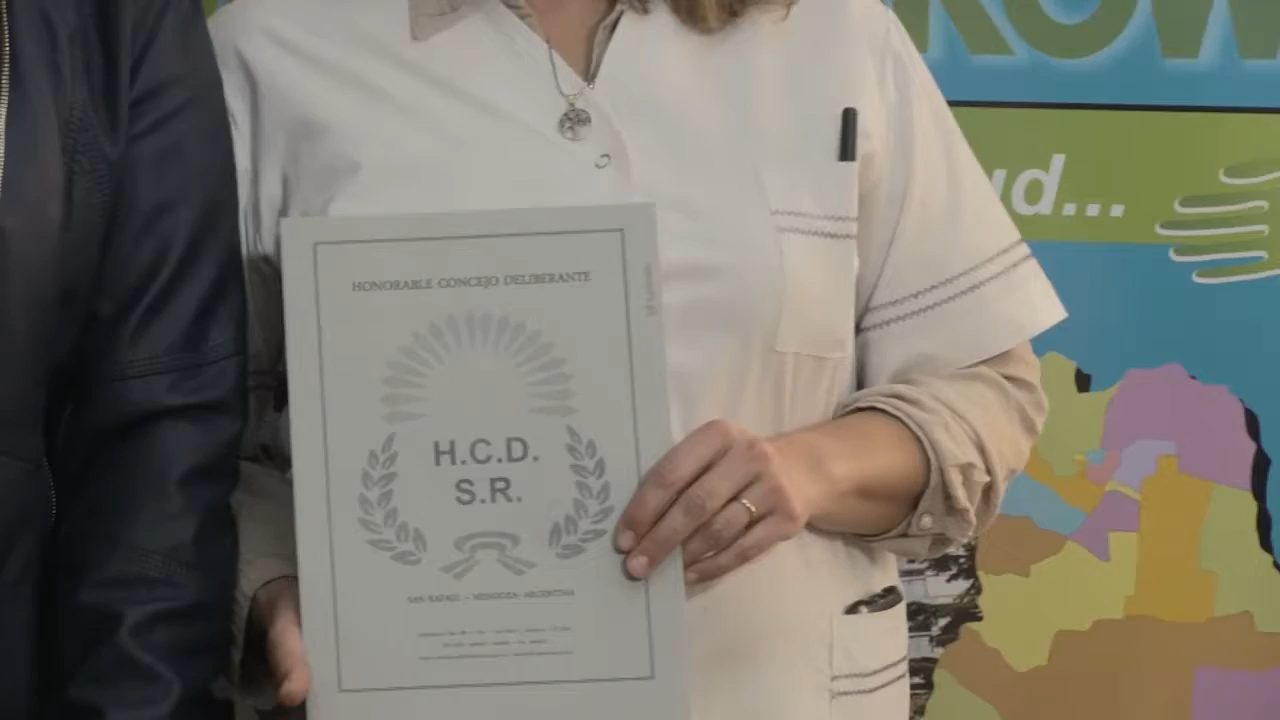 HONORABLE CONCEJO DELIBERANTE
H.C.D.
S.R.
SAN RAFAEL - MENDOZA - ARGENTINA
ud...